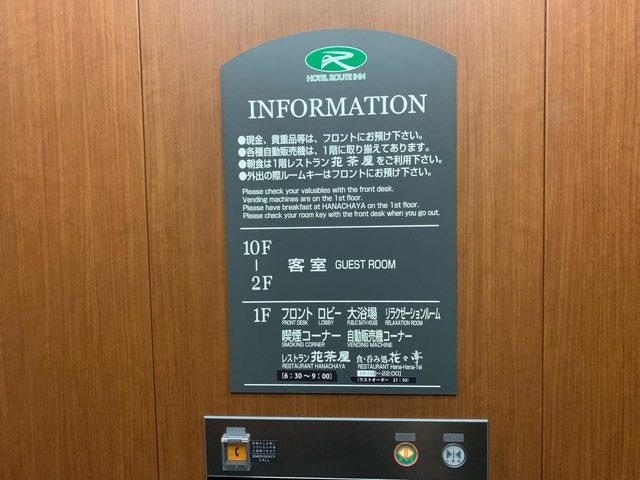 HOTEL ROUTE INN
INFORMATION
●現金、貴重品等は、フロントにお預け下さい。
●各種自動販売機は、1階に取り揃えてあります。
●朝食は1階レストラン花茶屋をご利用下さい。
●外出の際ルームキーはフロントにお預け下さい。
Please check your valuables with the front desk.
Vending machines are on the 1st floor.
Please have breakfast at HANACHAYA on the 1st floor.
Please check your room key with the front desk when you go out.
10F
|
2F
客室 GUEST ROOM
1F フロント ロビー 大浴場 リラクゼーションルーム
FRONT DESK LOBBY PUBLIC BATH HOUSE RELAXATION ROOM
喫煙コーナー 自動販売機コーナー
SMOKING CORNER VENDING MACHINE
レストラン 花茶屋 食・呑み処 花々亭
RESTAURANT HANACHAYA RESTAURANT Hana-Hana-Tei
[6:30〜9:00] 〜22:00]
[ラストオーダー 21:30]
EMERGENCY
CALL